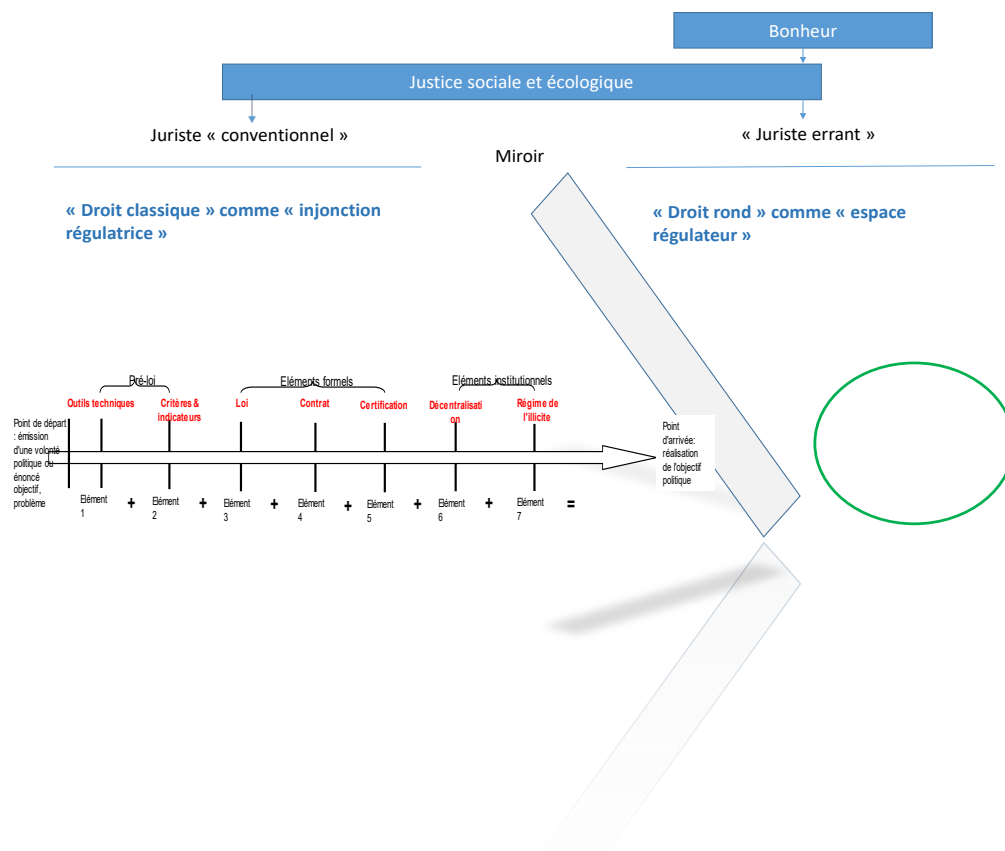 Bonheur
Justice sociale et écologique
Juriste « conventionnel »
« Juriste errant »
Miroir
« Droit classique » comme « injonction
régulatrice »
« Droit rond » comme « espace
régulateur »
Pré-loi
Eléments formels
Eléments institutionnels
Outils techniques
Critères &
indicateurs
Loi
Contrat
Certification
Décentralisati
on
Régime de
l'illicite
Point de départ
: émission
d'une volonté
politique ou
énoncé
objectif,
problème
Point
d'arrivée:
réalisation
de l'objectif
politique
Elément
1
+
Elément
2
+
Elément
3
+
Elément
4
+
Elément
5
+
Elément
6
+
Elément
7
=